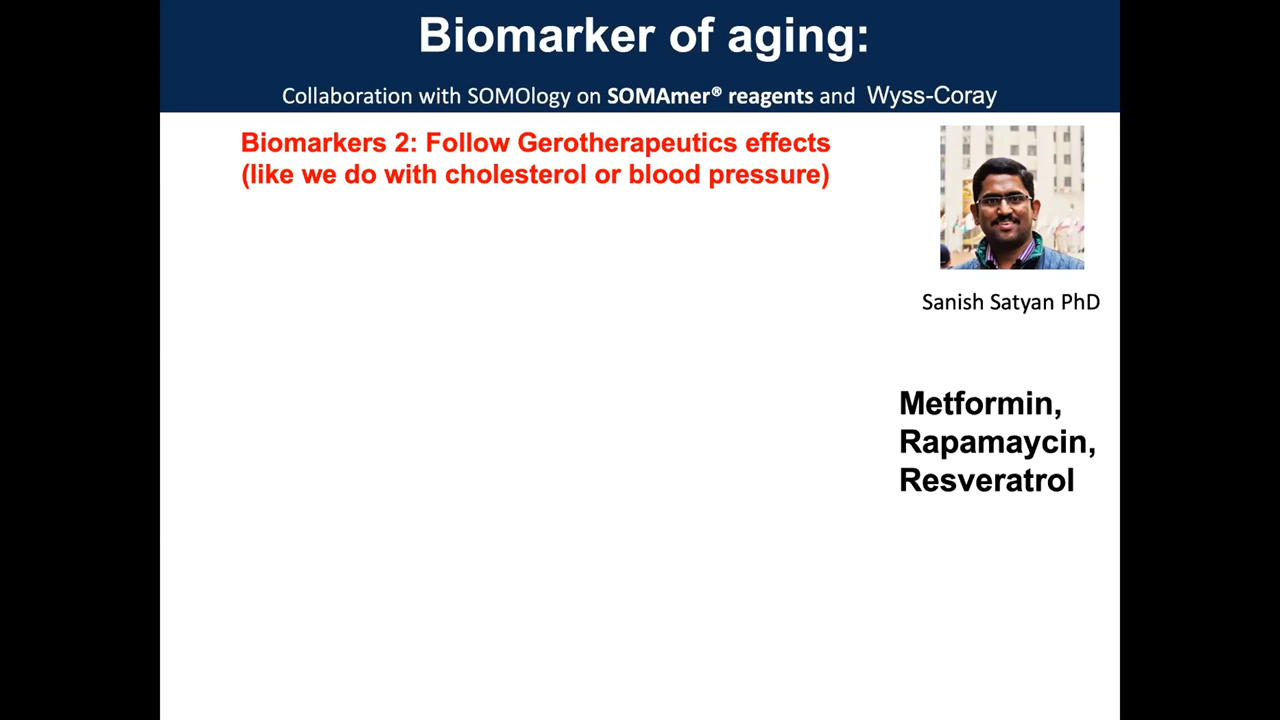 Biomarker of aging:
Collaboration with SOMOlogy on SOMAmer® reagents and Wyss-Coray
Biomarkers 2: Follow Gerotherapeutics effects
(like we do with cholesterol or blood pressure)
Sanish Satyan PhD
Metformin,
Rapamaycin,
Resveratrol